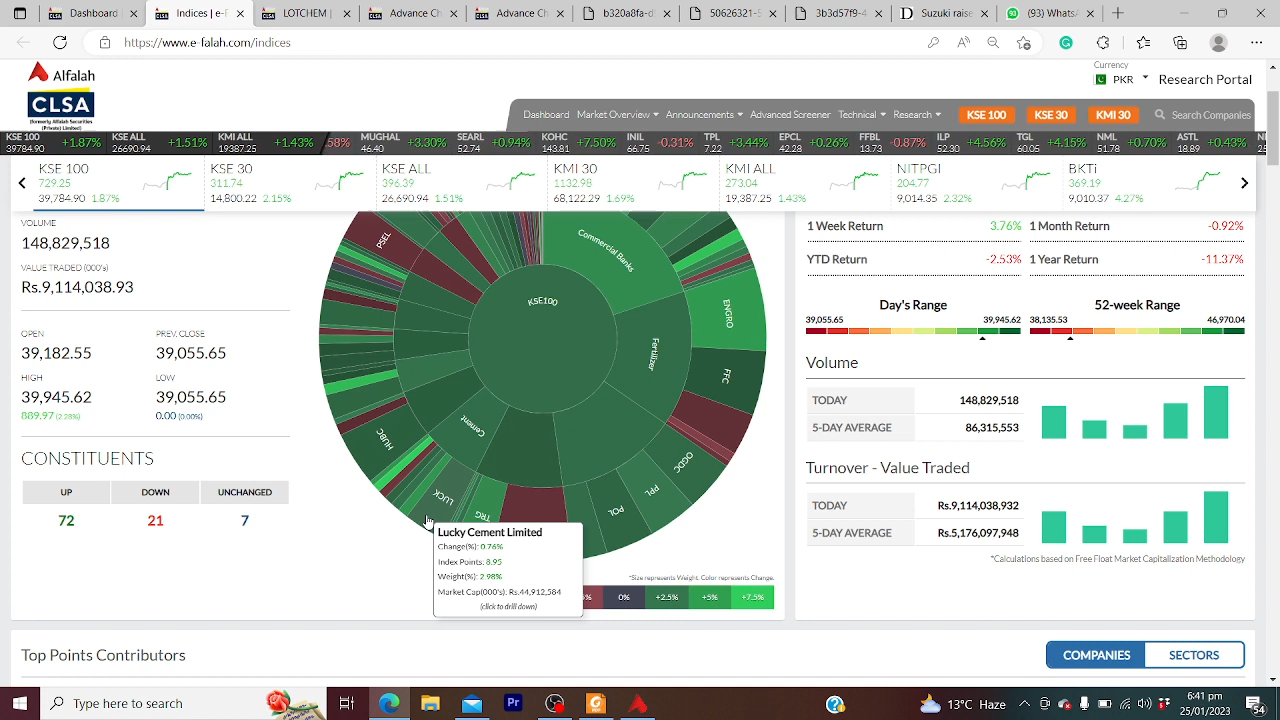 Dashboard
Indices | e-F
LOTCHEM
Lucky Ce
Advance Ch
Advance Ch
b320a8fa-d
S0626321-5
3b3d57f8-
Suzuki raise
(93) WhatsA
https://www.e-falah.com/indices
Alfalah
CLSA
(formerly Alfalah Securities
(Private) Limited)
Currency
PKR
Research Portal
Dashboard Market Overview Announcements Advanced Screener Technical Research KSE 100 KSE 30 KMI 30 Search Companies
KSE 100 39784.90 +1.87%
KSE ALL 26690.94 +1.51%
KMI ALL 19387.25 +1.43%
.58%
MUGHAL 46.40 +3.30%
SEARL 52.74 +0.94%
KOHC 143.81 +7.50%
INIL 66.75 -0.31%
TPL 7.22 +3.44%
EPCL 42.28 +0.26%
FFBL 13.71 -0.87%
ILP 52.30 +4.56%
TGL 60.05 +4.15%
NML 57.78 +0.89%
ASTL 18.89 +0.43%
KSE 100
729.25
39,784.90 1.87%
KSE 30
311.74
14,800.22 2.15%
KSE ALL
396.39
26,690.94 1.51%
KMI 30
1132.98
68,122.29 1.69%
KMI ALL
273.04
19,387.25 1.43%
NITPGI
204.77
9,014.35 2.32%
BKTi
369.19
9,010.37 4.27%
VOLUME
148,829,518
VALUE TRADED (000's)
Rs.9,114,038.93
OPEN PREV. CLOSE
39,182.55 39,055.65
HIGH LOW
39,945.62 39,055.65
889.97 (2.28%) 0.00 (0.00%)
CONSTITUENTS
UP DOWN UNCHANGED
72 21 7
KSE100
Commercial Banks
Fertilizer
Cement
ENGRO
FFC
OGDC
PPL
POL
TRG
LUCK
HUBC
PSEL
Lucky Cement Limited
Change(%): 0.76%
Index Points: 8.95
Weight(%): 2.98%
Market Cap(000's): Rs.44,912,584
(click to drill down)
*Size represents Weight. Color represents Change.
0% +2.5% +5% +7.5%
1 Week Return 3.76% 1 Month Return -0.92%
YTD Return -2.53% 1 Year Return -11.37%
Day's Range 52-week Range
39,055.65 39,945.62 38,135.53 46,970.04
Volume
TODAY 148,829,518
5-DAY AVERAGE 86,315,553
Turnover - Value Traded
TODAY Rs.9,114,038,932
5-DAY AVERAGE Rs.5,176,097,948
*Calculations based on Free Float Market Capitalization Methodology
Top Points Contributors
COMPANIES SECTORS
Type here to search
13°C Haze
6:41 pm
25/01/2023